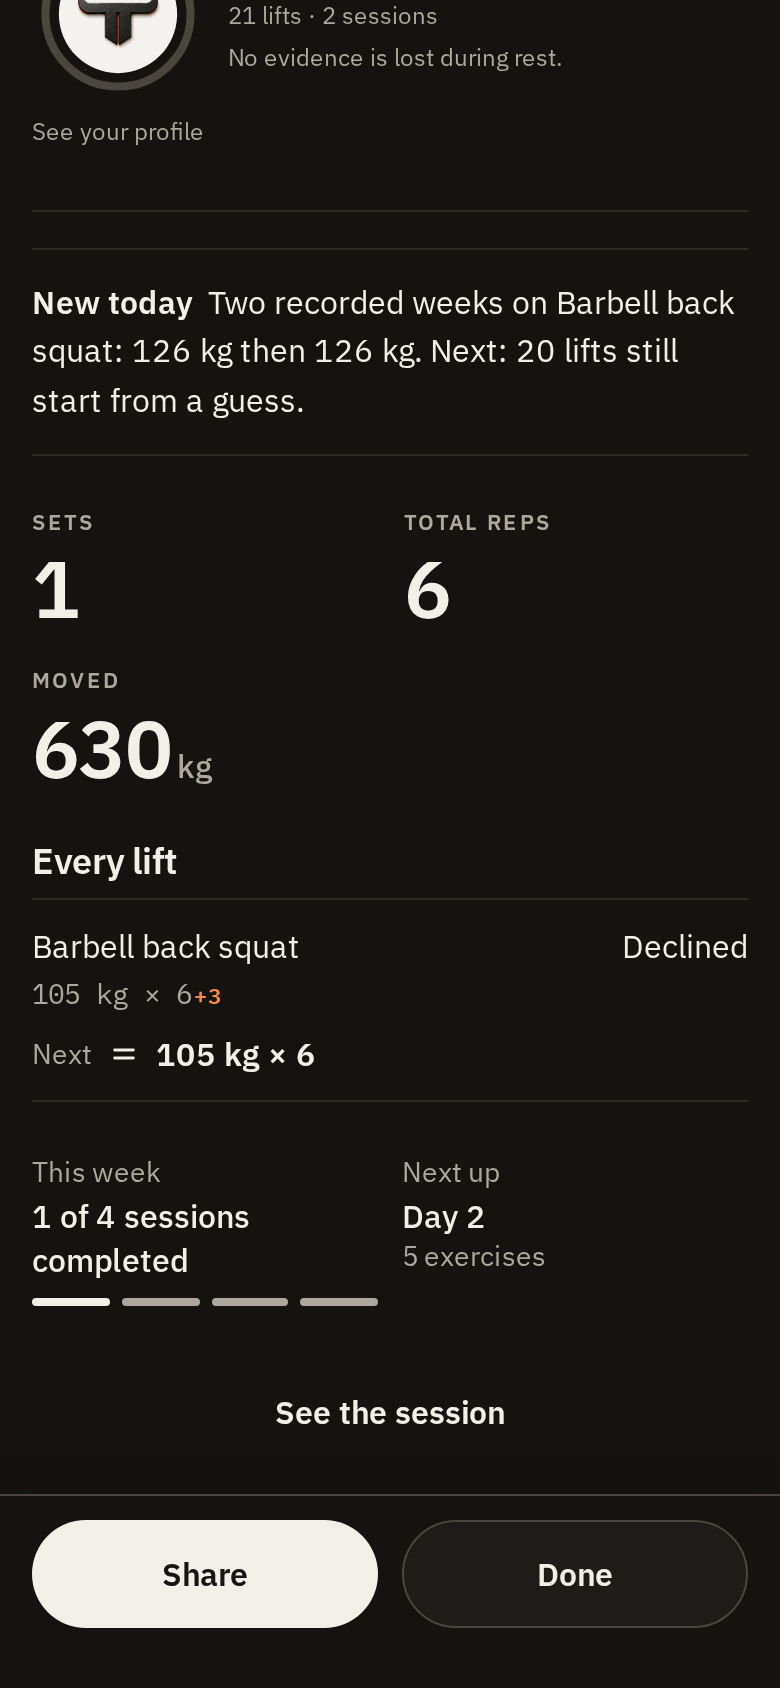 21 lifts · 2 sessions
No evidence is lost during rest.
See your profile
New today Two recorded weeks on Barbell back
squat: 126 kg then 126 kg. Next: 20 lifts still
start from a guess.
SETS
TOTAL REPS
1
6
MOVED
630 kg
Every lift
Barbell back squat
Declined
105 kg × 6+3
Next = 105 kg × 6
This week
Next up
1 of 4 sessions
completed
Day 2
5 exercises
See the session
Share
Done